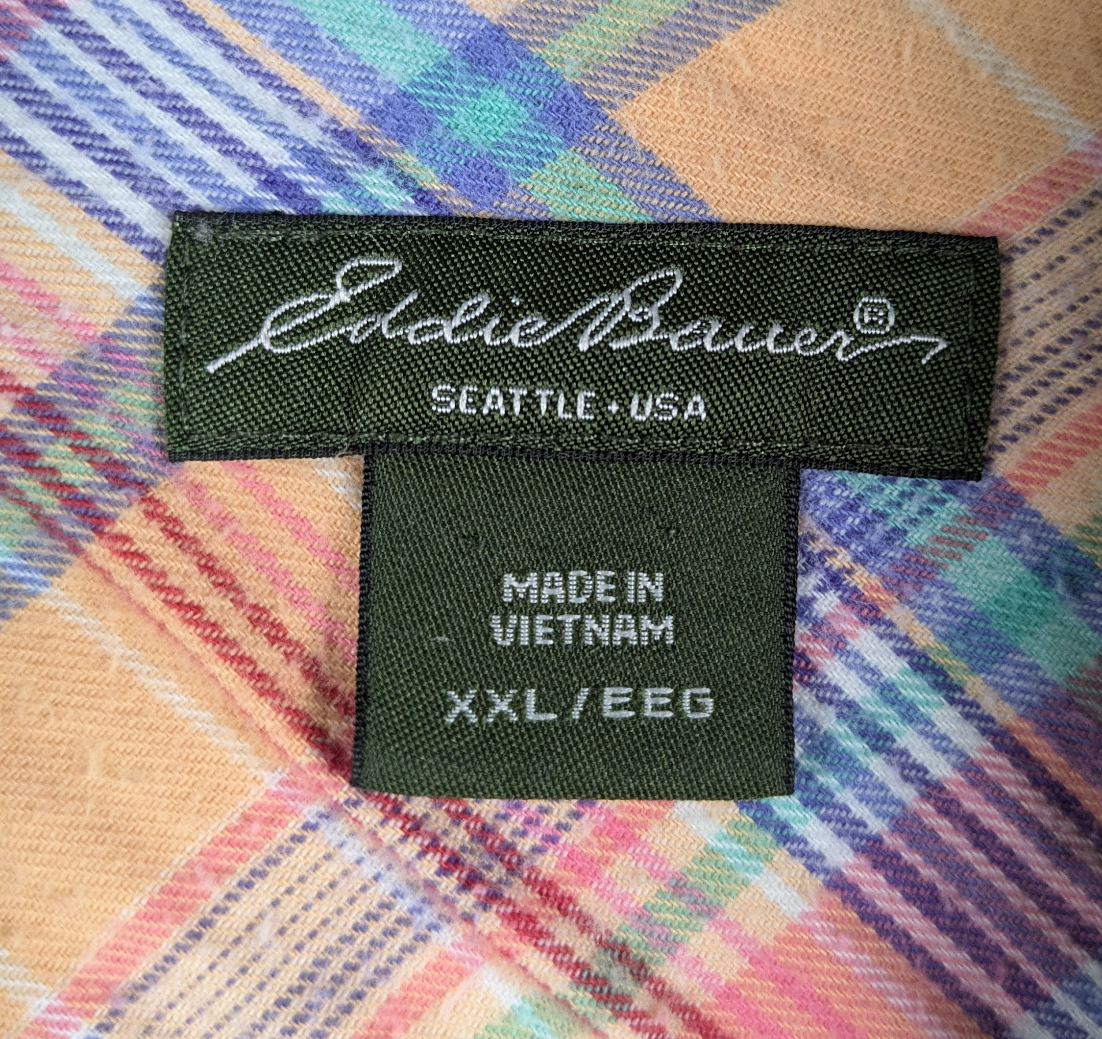 Eddie Bauer®
SEATTLE • USA
MADE IN
VIETNAM
XXL/EEG